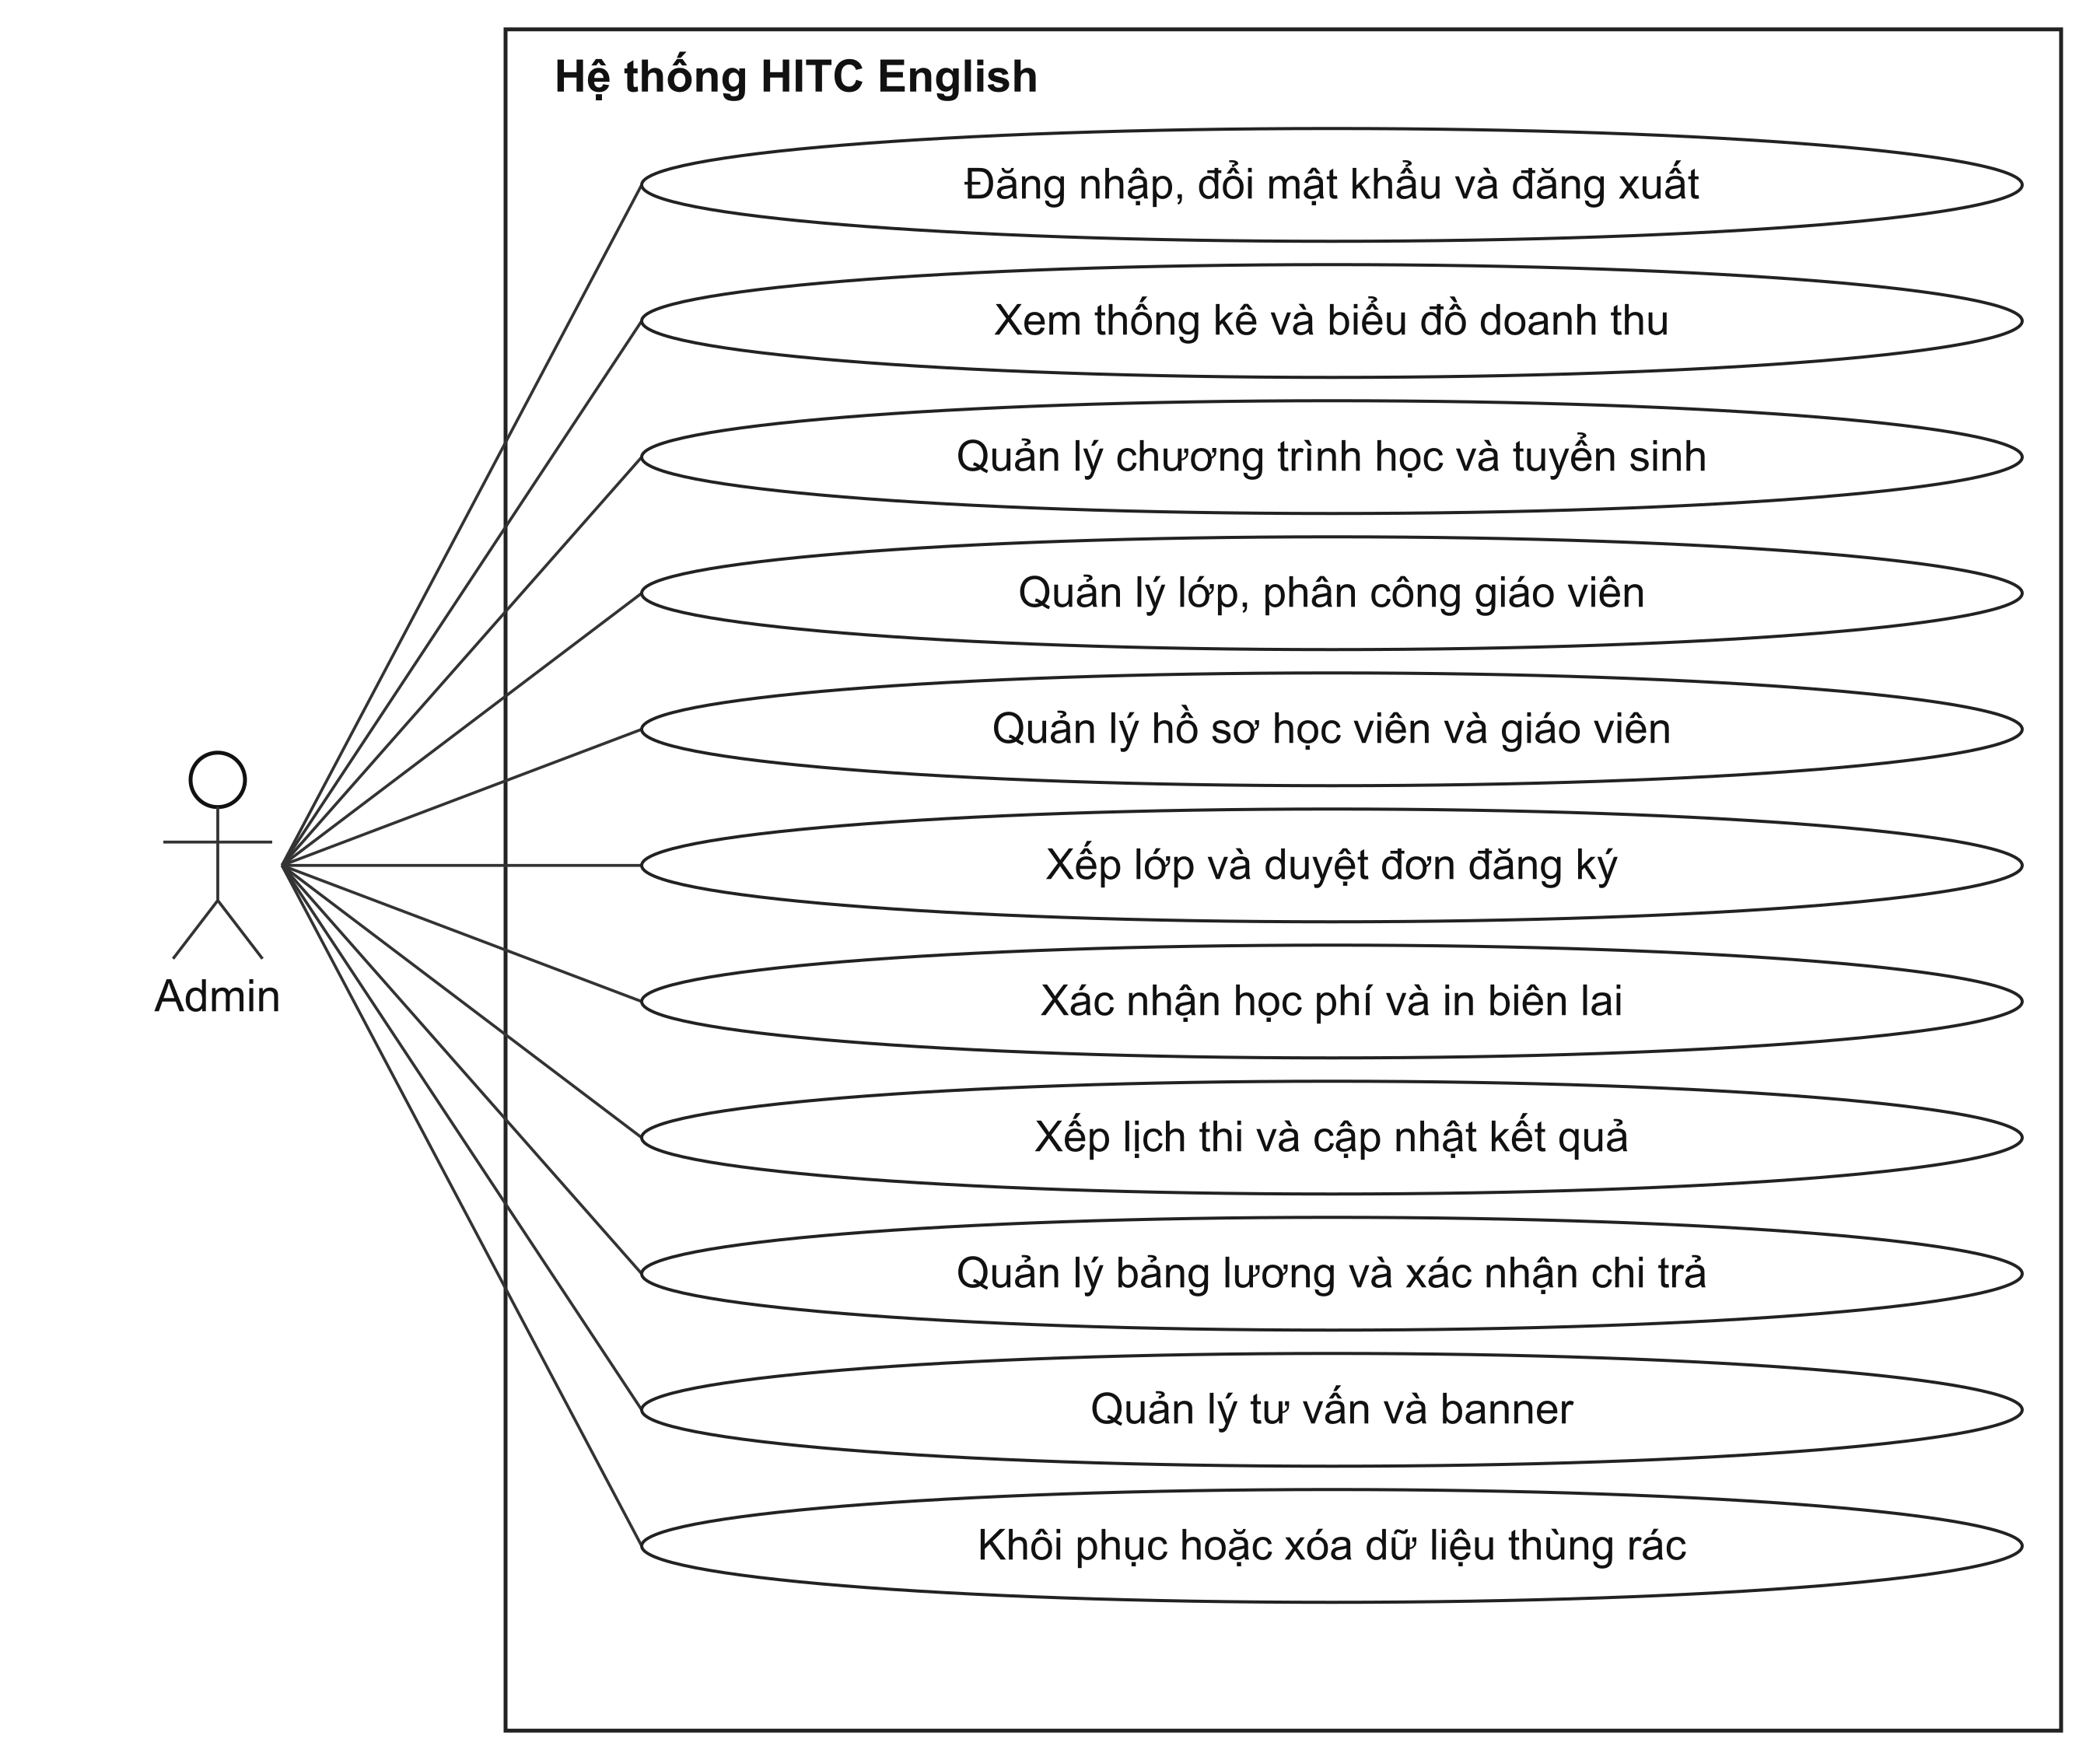 Hệ thống HITC English
Đăng nhập, đổi mật khẩu và đăng xuất
Xem thống kê và biểu đồ doanh thu
Quản lý chương trình học và tuyển sinh
Quản lý lớp, phân công giáo viên
Quản lý hồ sơ học viên và giáo viên
Xếp lớp và duyệt đơn đăng ký
Xác nhận học phí và in biên lai
Admin
Xếp lịch thi và cập nhật kết quả
Quản lý bảng lương và xác nhận chi trả
Quản lý tư vấn và banner
Khôi phục hoặc xóa dữ liệu thùng rác